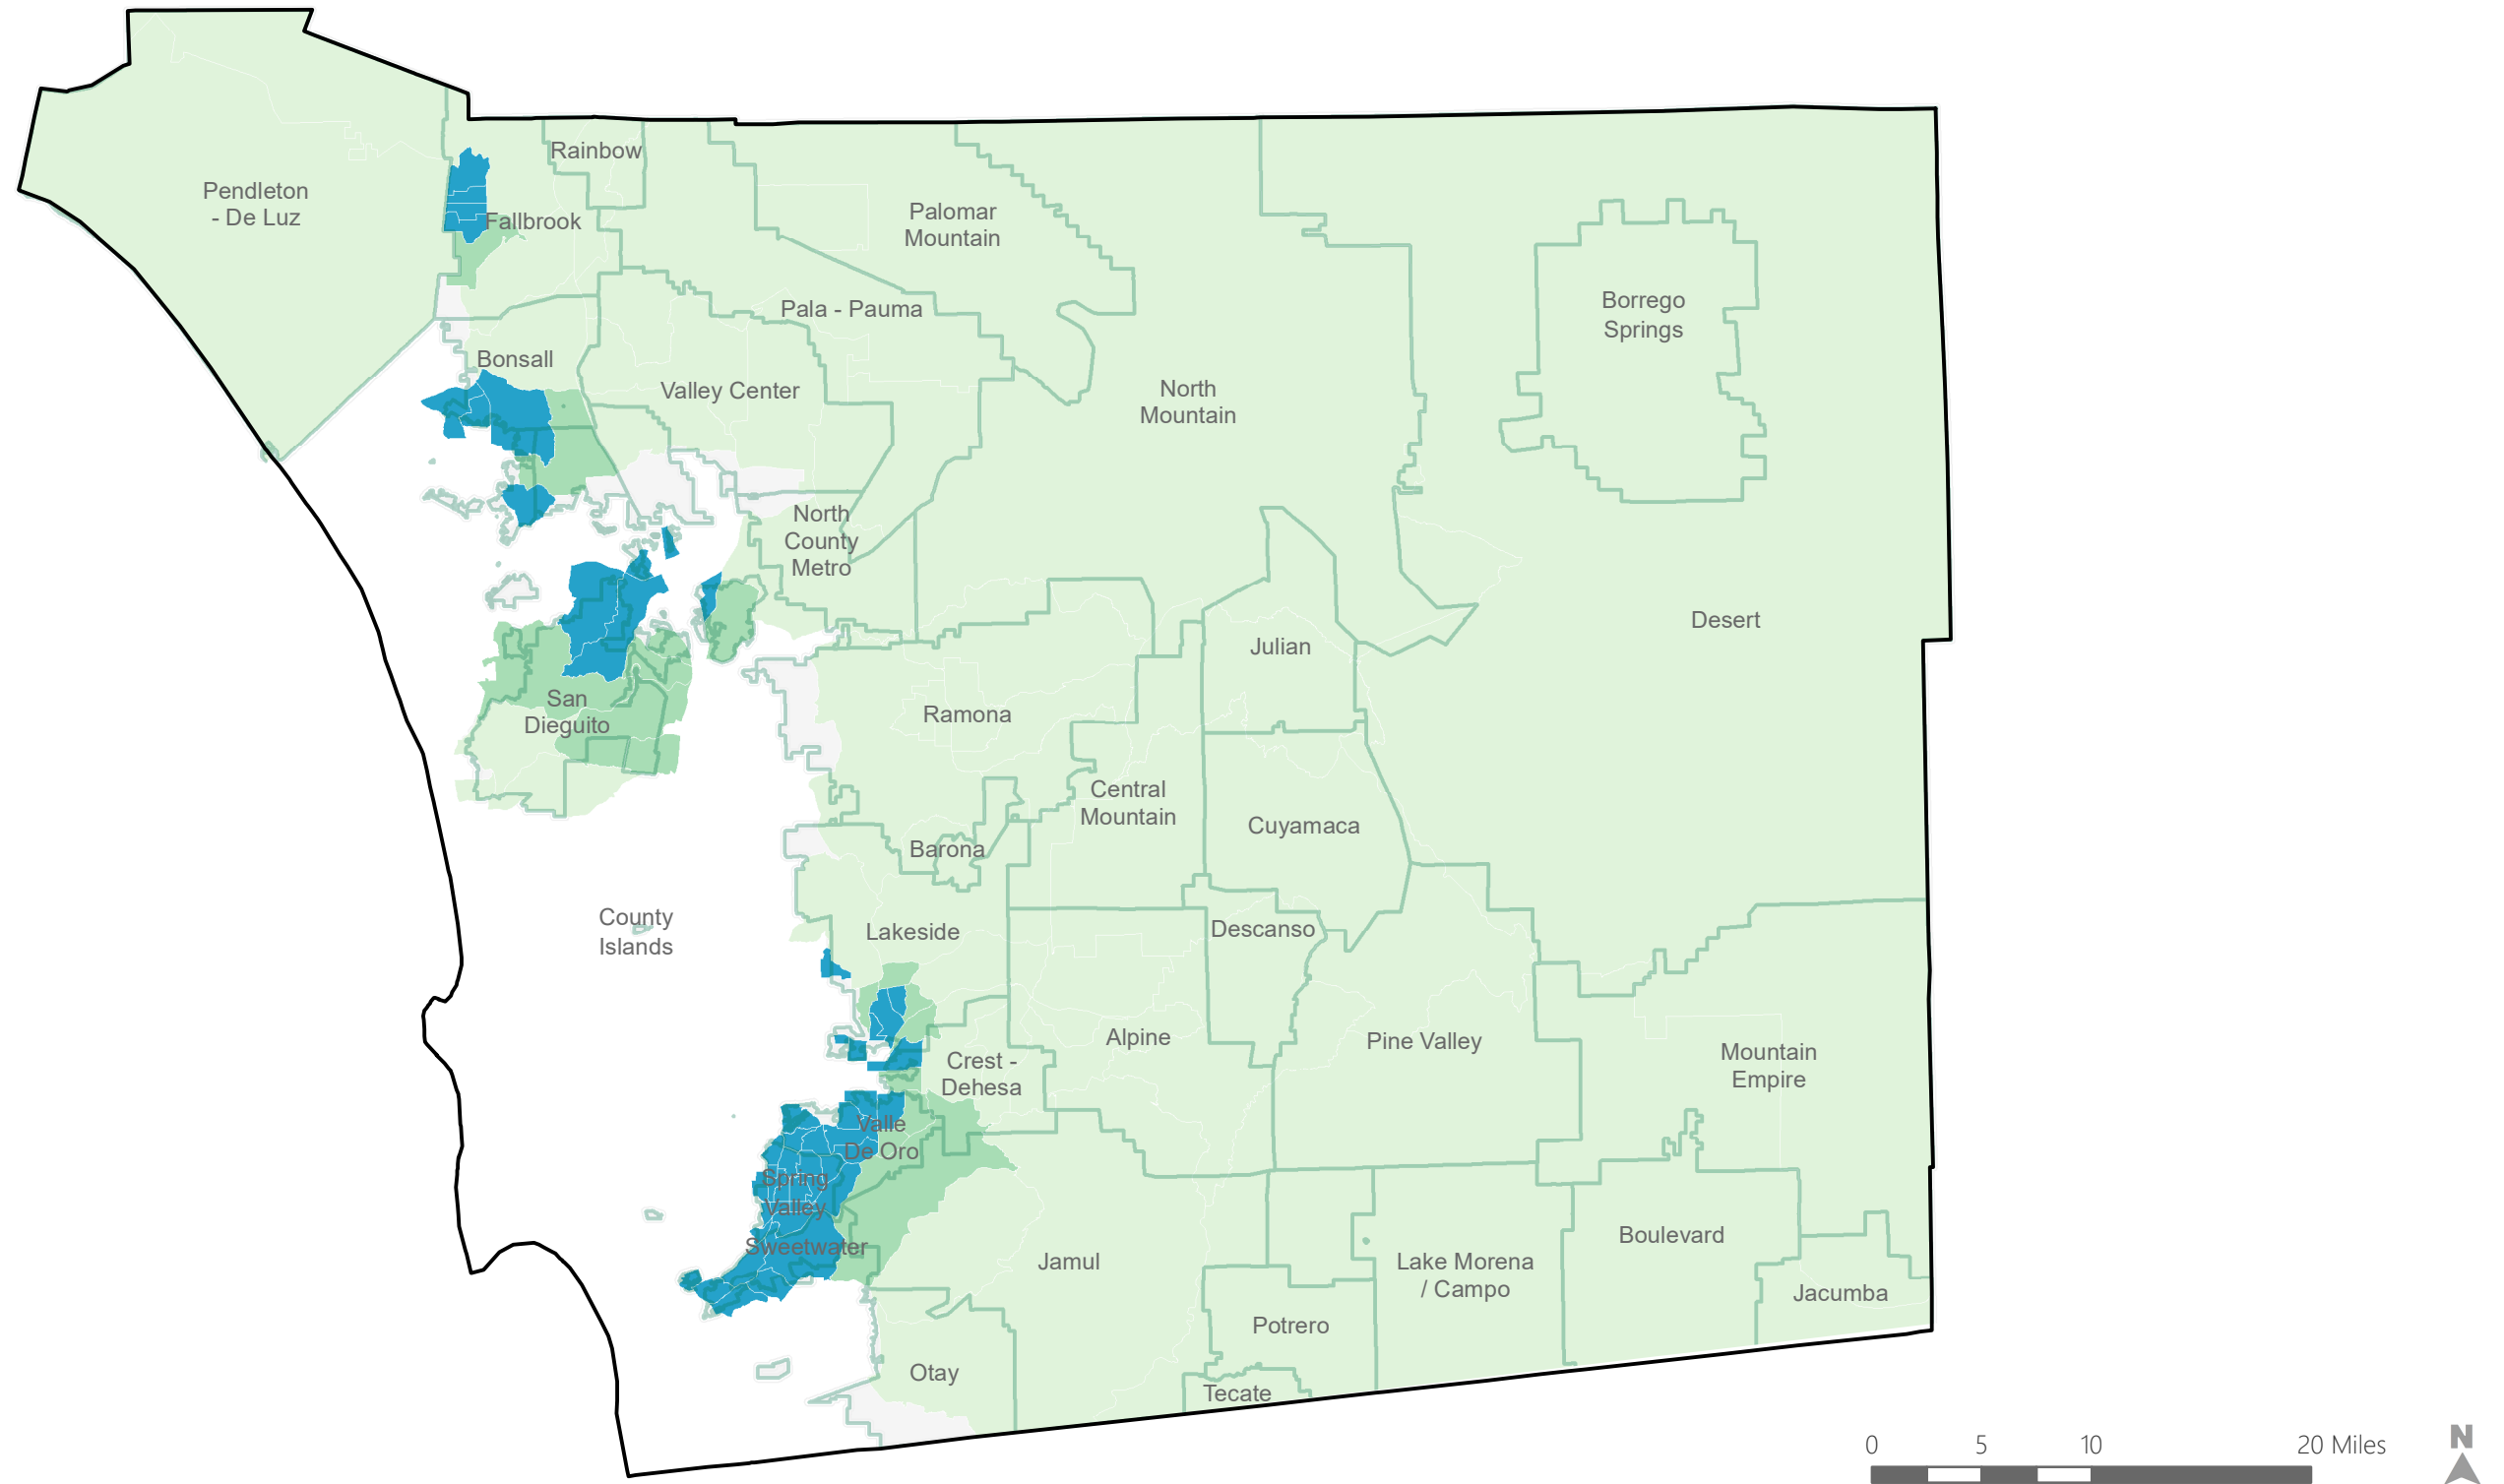 Rainbow
Pendleton
- De Luz
Fallbrook
Palomar
Mountain
Pala - Pauma
Borrego
Springs
Bonsall
Valley Center
North
Mountain
North
County
Metro
Desert
Julian
San
Dieguito
Ramona
Central
Mountain
Cuyamaca
Barona
County
Islands
Lakeside
Descanso
Alpine
Pine Valley
Crest -
Dehesa
Mountain
Empire
Valle
De Oro
Spring
Valley
Sweetwater
Jamul
Lake Morena
/ Campo
Boulevard
Jacumba
Potrero
Otay
Tecate
0 5 10 20 Miles
N